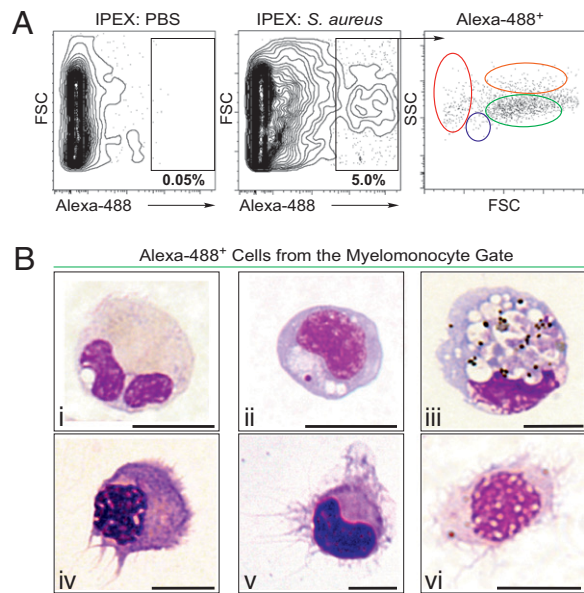 A
IPEX: PBS
IPEX: S. aureus
Alexa-488+
FSC
0.05%
Alexa-488
FSC
5.0%
Alexa-488
SSC
FSC
B
Alexa-488+ Cells from the Myelomonocyte Gate
i
ii
iii
iv
v
vi